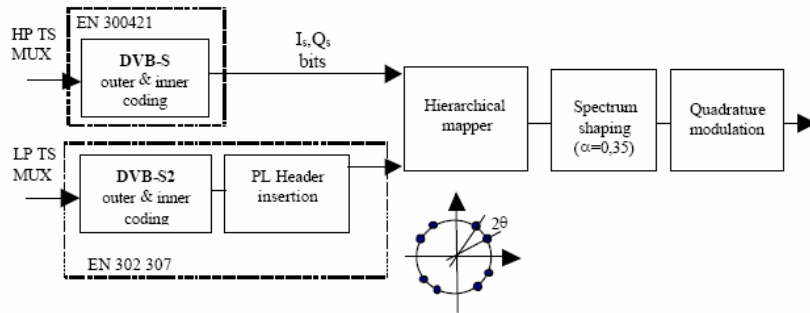 EN 300421
HP TS
MUX
DVB-S
outer & inner
coding
Is,Qs
bits
Hierarchical
mapper
Spectrum
shaping
(α=0,35)
Quadrature
modulation
LP TS
MUX
DVB-S2
outer & inner
coding
PL Header
insertion
EN 302 307
2θ